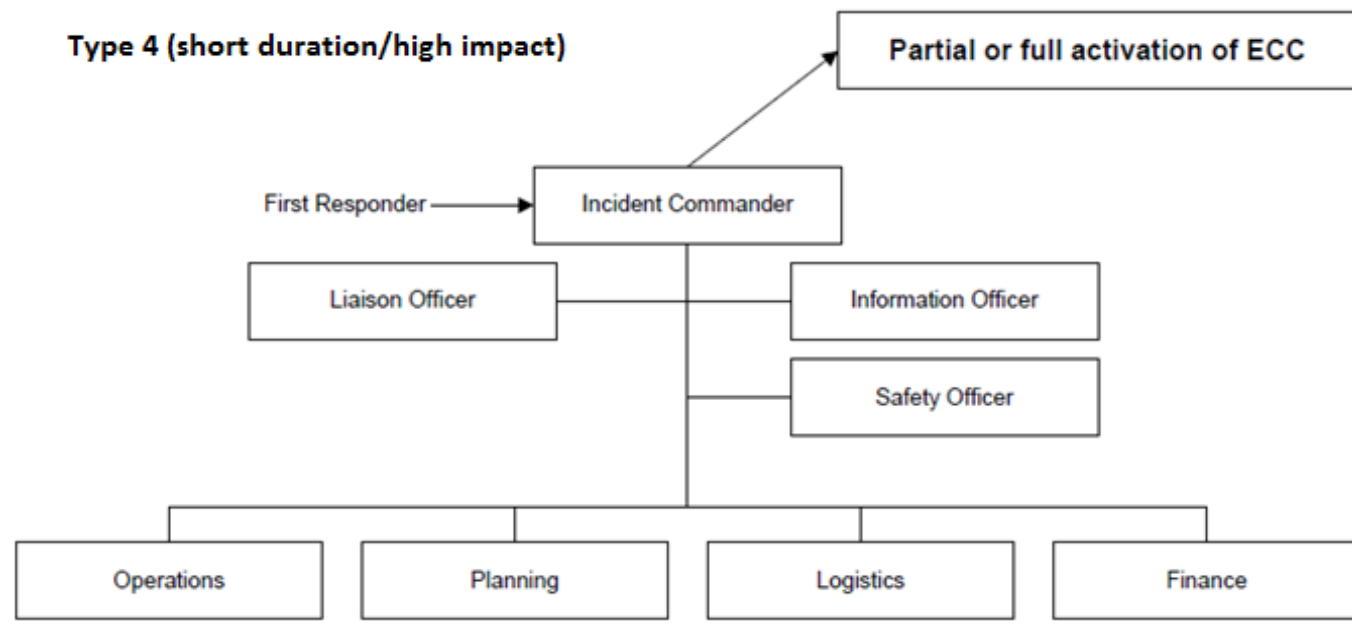 Type 4 (short duration/high impact)
Partial or full activation of ECC
First Responder
Incident Commander
Liaison Officer
Information Officer
Safety Officer
Operations
Planning
Logistics
Finance